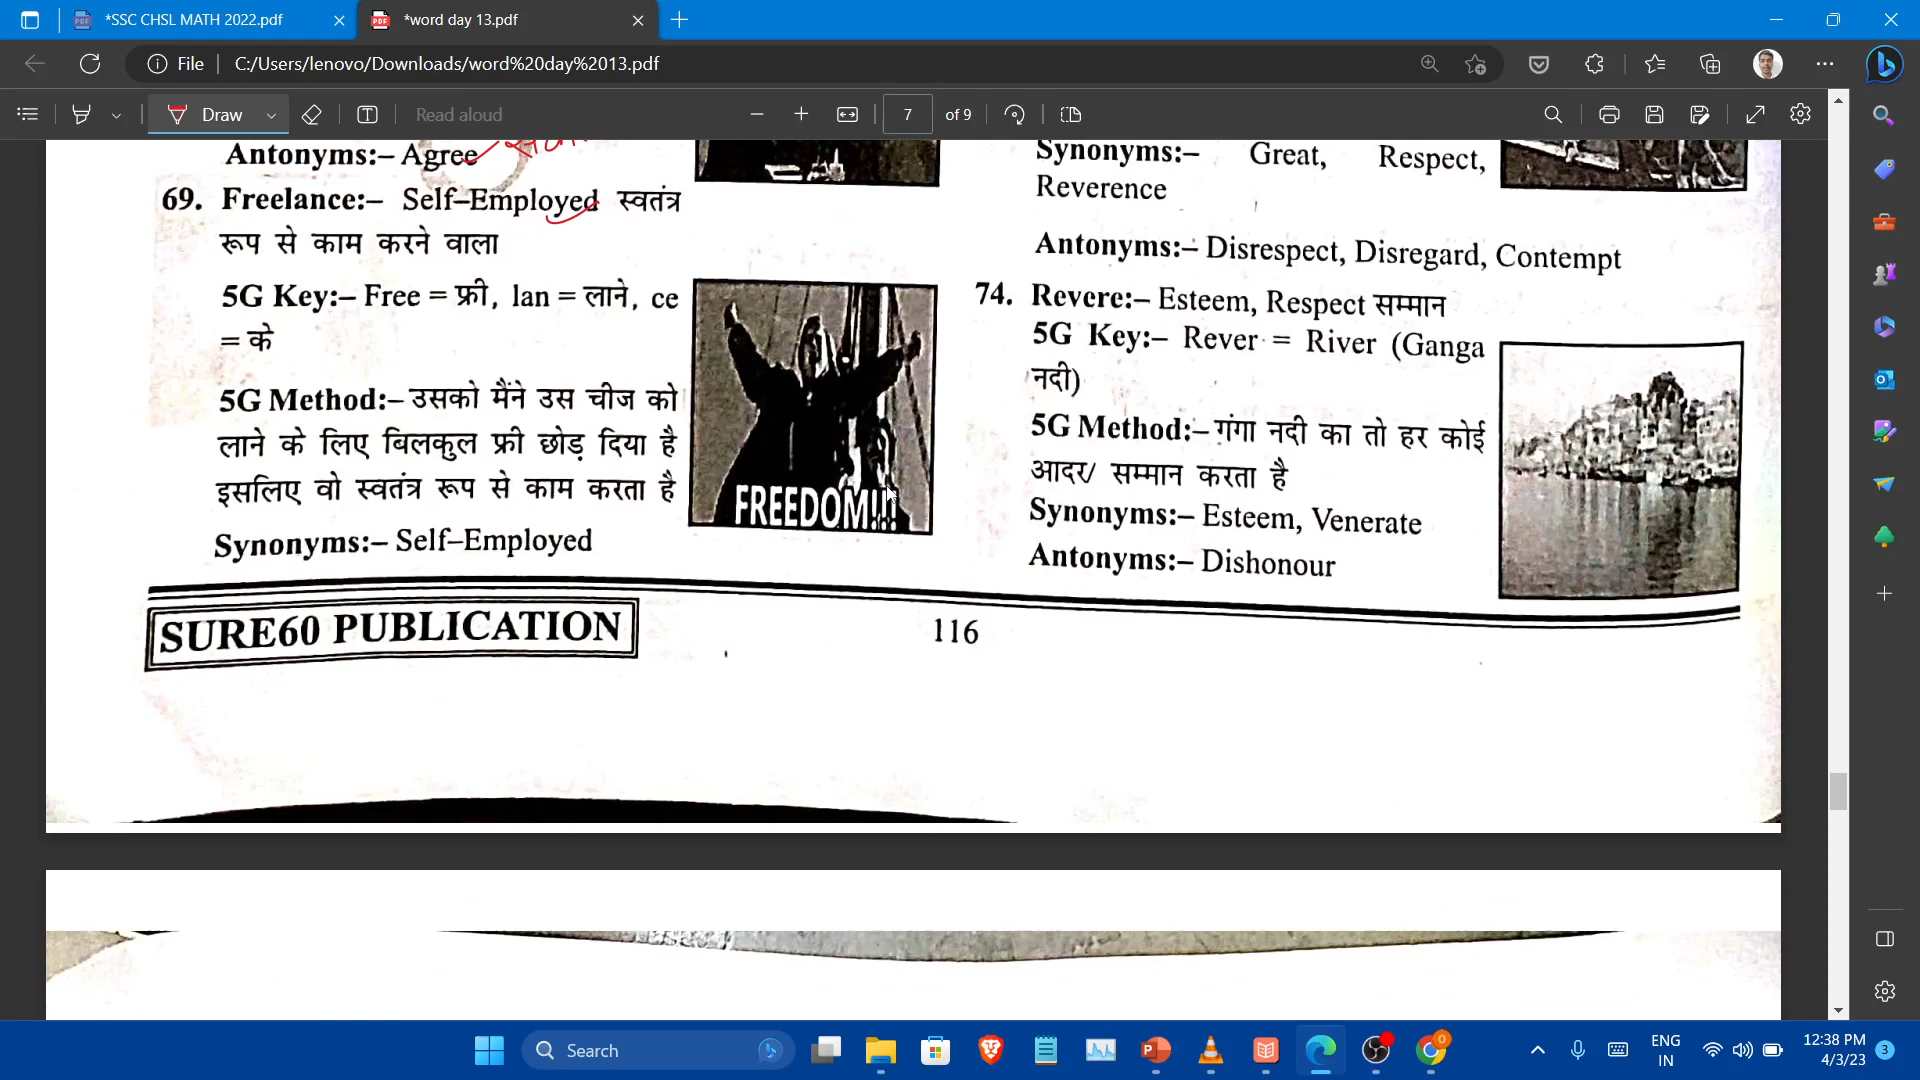 *SSC CHSL MATH 2022.pdf
*word day 13.pdf
File
C:/Users/lenovo/Downloads/word%20day%2013.pdf
Draw
Read aloud
7
of 9
Antonyms:– Agree
69. Freelance:– Self–Employed स्वतंत्र
रूप से काम करने वाला
5G Key:– Free = फ्री, lan = लाने, ce
= के
5G Method:– उसको मैंने उस चीज को
लाने के लिए बिलकुल फ्री छोड़ दिया है
इसलिए वो स्वतंत्र रूप से काम करता है
Synonyms:– Self–Employed
FREEDOM!!!
Synonyms:– Great, Respect,
Reverence
Antonyms:– Disrespect, Disregard, Contempt
74. Revere:– Esteem, Respect सम्मान
5G Key:– Rever = River (Ganga
नदी)
5G Method:– गंगा नदी का तो हर कोई
आदर/ सम्मान करता है
Synonyms:– Esteem, Venerate
Antonyms:– Dishonour
SURE60 PUBLICATION
116
Search
ENG
IN
12:38 PM
4/3/23
3